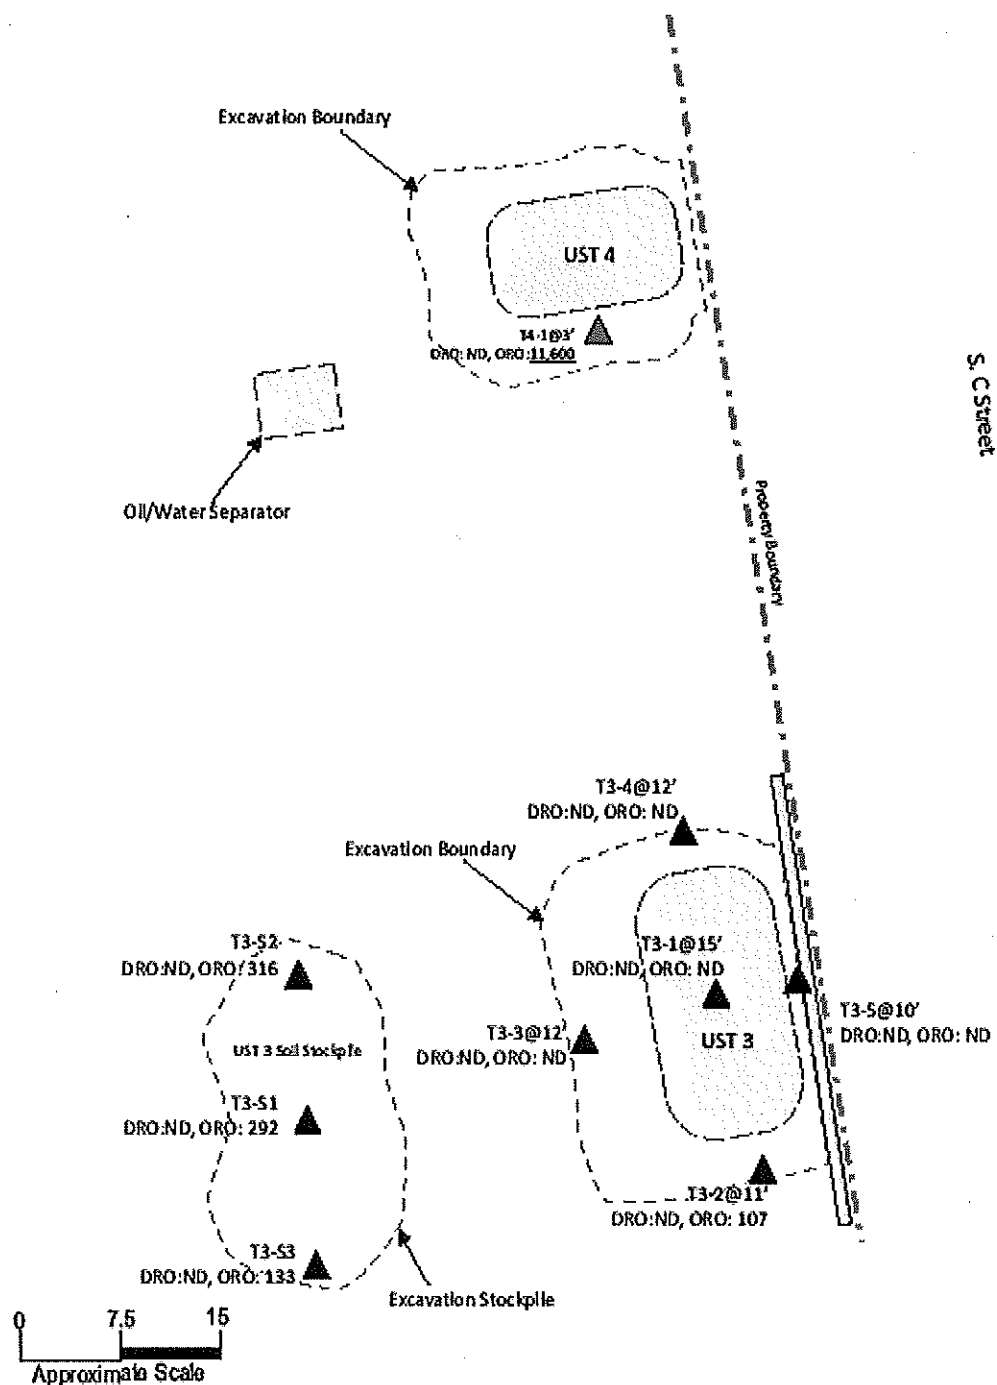 Excavation Boundary
UST 4
T4-1@3'
DRO: ND, ORO:11,600
S. C Street
Oil/Water Separator
Property Boundary
T3-4@12'
DRO:ND, ORO: ND
Excavation Boundary
T3-S2
DRO:ND, ORO: 316
T3-1@15'
DRO:ND, ORO: ND
T3-5@10'
DRO:ND, ORO: ND
T3-3@12'
DRO:ND, ORO: ND
UST 3
UST 3 Soil Stockpile
T3-S1
DRO:ND, ORO: 292
T3-2@11'
DRO:ND, ORO: 107
T3-S3
DRO:ND, ORO: 133
Excavation Stockpile
0 7.5 15
Approximate Scale